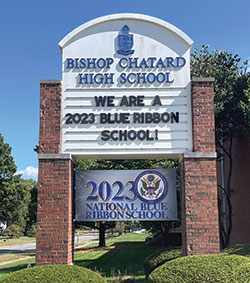 BISHOP CHATARD
HIGH SCHOOL
WE ARE A
2023 BLUE RIBBON
SCHOOL!
2023
NATIONAL BLUE
RIBBON SCHOOL